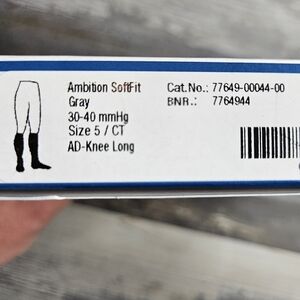 Ambition SoftFit
Gray
30-40 mmHg
Size 5 / CT
AD-Knee Long
Cat.No.: 77649-00044-00
BNR.: 7764944